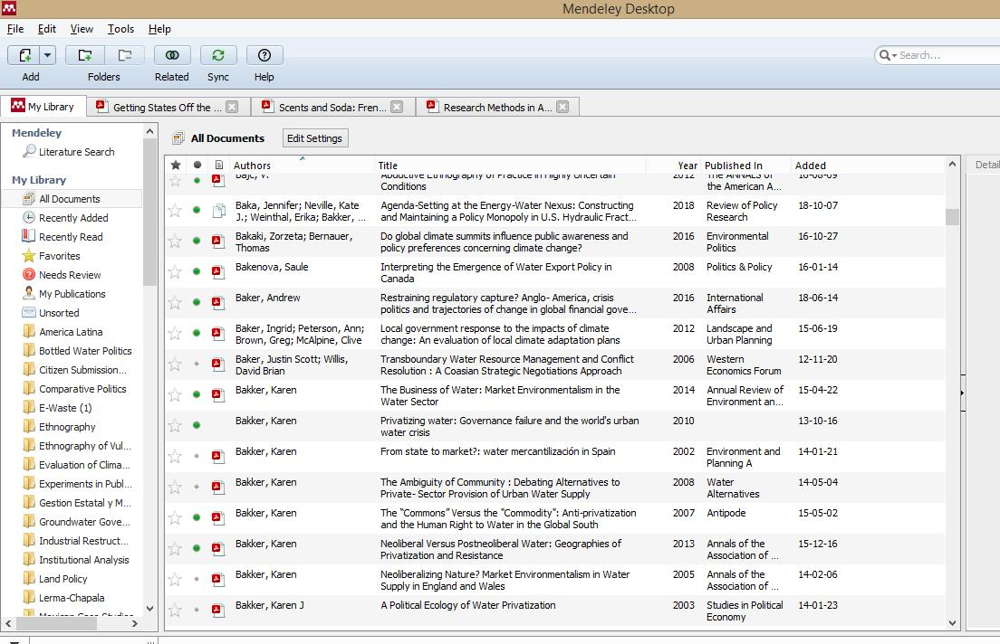 Mendeley Desktop
File Edit View Tools Help
Search...
Add Folders Related Sync Help
My Library Getting States Off the ... Scents and Soda: Fren... Research Methods in A...
Mendeley
Literature Search
My Library
All Documents
Recently Added
Recently Read
Favorites
Needs Review
My Publications
Unsorted
America Latina
Bottled Water Politics
Citizen Submission...
Comparative Politics
E-Waste (1)
Ethnography
Ethnography of Vul...
Evaluation of Clima...
Experiments in Publ...
Gestion Estatal y M...
Groundwater Gove...
Industrial Restruct...
Institutional Analysis
Land Policy
Lerma-Chapala
Mexican Case Studies
All Documents Edit Settings
Authors Title Year Published In Added
Detail
Bajc, V. Abductive Ethnography of Practice in Highly Uncertain 2012 The ANNALS of 16-08-09
Conditions the American A...
Baka, Jennifer; Neville, Kate Agenda-Setting at the Energy-Water Nexus: Constructing 2018 Review of Policy 18-10-07
J.; Weinthal, Erika; Bakker, ... and Maintaining a Policy Monopoly in U.S. Hydraulic Fract... Research
Bakaki, Zorzeta; Bernauer, Do global climate summits influence public awareness and 2016 Environmental 16-10-27
Thomas policy preferences concerning climate change? Politics
Bakenova, Saule Interpreting the Emergence of Water Export Policy in 2008 Politics & Policy 16-01-14
Canada
Baker, Andrew Restraining regulatory capture? Anglo- America, crisis 2016 International 18-06-14
politics and trajectories of change in global financial gove... Affairs
Baker, Ingrid; Peterson, Ann; Local government response to the impacts of climate 2012 Landscape and 15-06-19
Brown, Greg; McAlpine, Clive change: An evaluation of local climate adaptation plans Urban Planning
Baker, Justin Scott; Willis, Transboundary Water Resource Management and Conflict 2006 Western 12-11-20
David Brian Resolution : A Coasian Strategic Negotiations Approach Economics Forum
Bakker, Karen The Business of Water: Market Environmentalism in the 2014 Annual Review of 15-04-22
Water Sector Environment an...
Bakker, Karen Privatizing water: Governance failure and the world's urban 2010 13-10-16
water crisis
Bakker, Karen From state to market?: water mercantilización in Spain 2002 Environment and 14-01-21
Planning A
Bakker, Karen The Ambiguity of Community : Debating Alternatives to 2008 Water 14-05-04
Private- Sector Provision of Urban Water Supply Alternatives
Bakker, Karen The “Commons” Versus the "Commodity": Anti-privatization 2007 Antipode 15-05-02
and the Human Right to Water in the Global South
Bakker, Karen Neoliberal Versus Postneoliberal Water: Geographies of 2013 Annals of the 15-12-16
Privatization and Resistance Association of ...
Bakker, Karen Neoliberalizing Nature? Market Environmentalism in Water 2005 Annals of the 14-02-06
Supply in England and Wales Association of ...
Bakker, Karen J A Political Ecology of Water Privatization 2003 Studies in Political 14-01-23
Economy